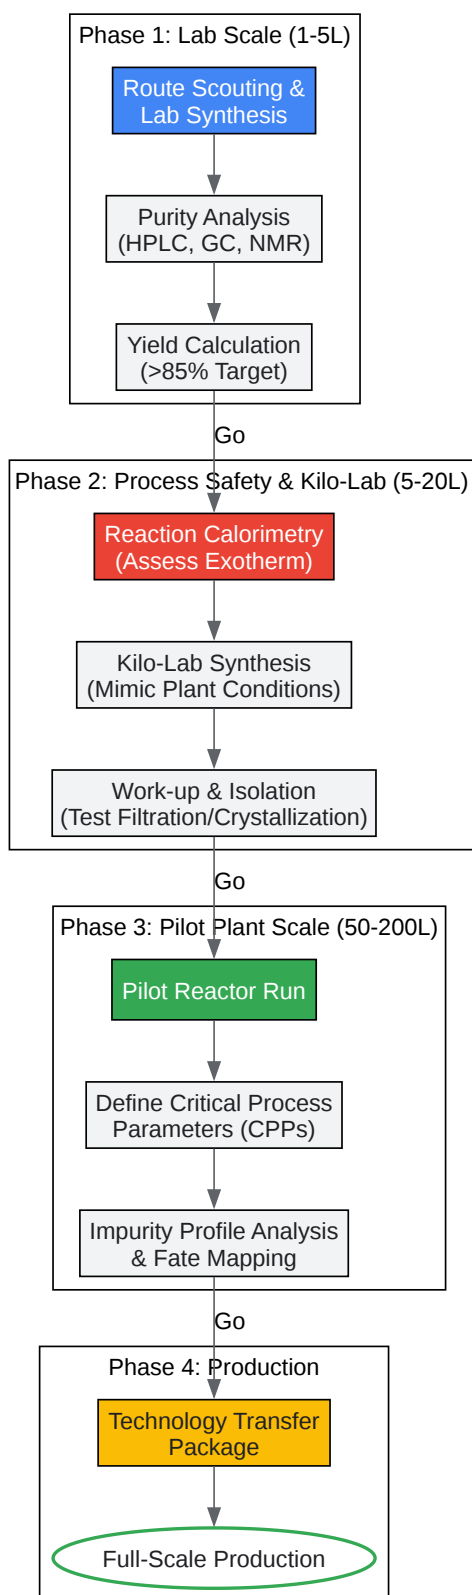 Phase 1: Lab Scale (1-5L)
Route Scouting &
Lab Synthesis
Purity Analysis
(HPLC, GC, NMR)
Yield Calculation
(>85% Target)
Go
Phase 2: Process Safety & Kilo-Lab (5-20L)
Reaction Calorimetry
(Assess Exotherm)
Kilo-Lab Synthesis
(Mimic Plant Conditions)
Work-up & Isolation
(Test Filtration/Crystallization)
Go
Phase 3: Pilot Plant Scale (50-200L)
Pilot Reactor Run
Define Critical Process
Parameters (CPPs)
Impurity Profile Analysis
& Fate Mapping
Go
Phase 4: Production
Technology Transfer
Package
Full-Scale Production